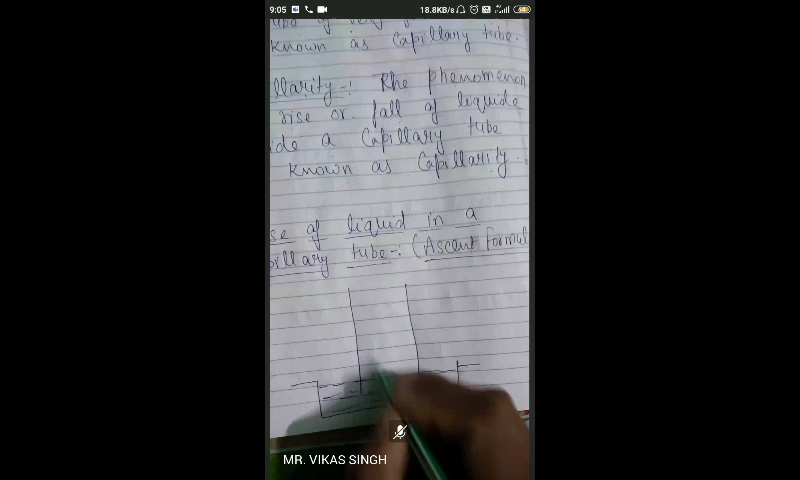 9:05 18.8KB/s
known as Capillary tube.
llarity-: The phenomenon
rise or fall of liquide
ide a Capillary tube
known as Capillarity.
se of liquid in a
pillary tube-: (Ascent Formul
MR. VIKAS SINGH